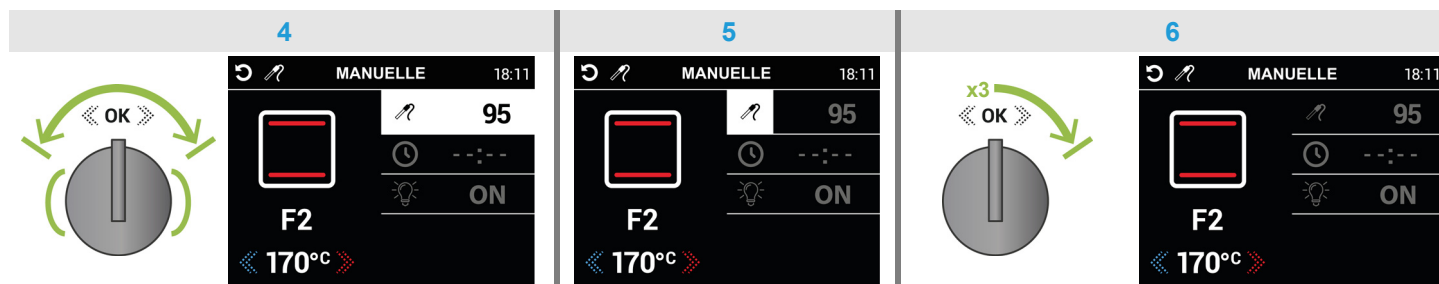 4
OK
MANUELLE 18:11
95
--:--
ON
F2
170°C
5
MANUELLE 18:11
95
--:--
ON
F2
170°C
6
x3
OK
MANUELLE 18:11
95
--:--
ON
F2
170°C